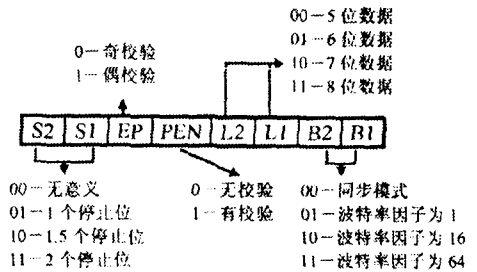 00—5位数据
01—6位数据
10—7位数据
11—8位数据
0—奇校验
1—偶校验
S2 S1 EP PEN L2 L1 B2 B1
00—无意义
01—1个停止位
10—1.5个停止位
11—2个停止位
0—无校验
1—有校验
00—同步模式
01—波特率因子为1
10—波特率因子为16
11—波特率因子为64